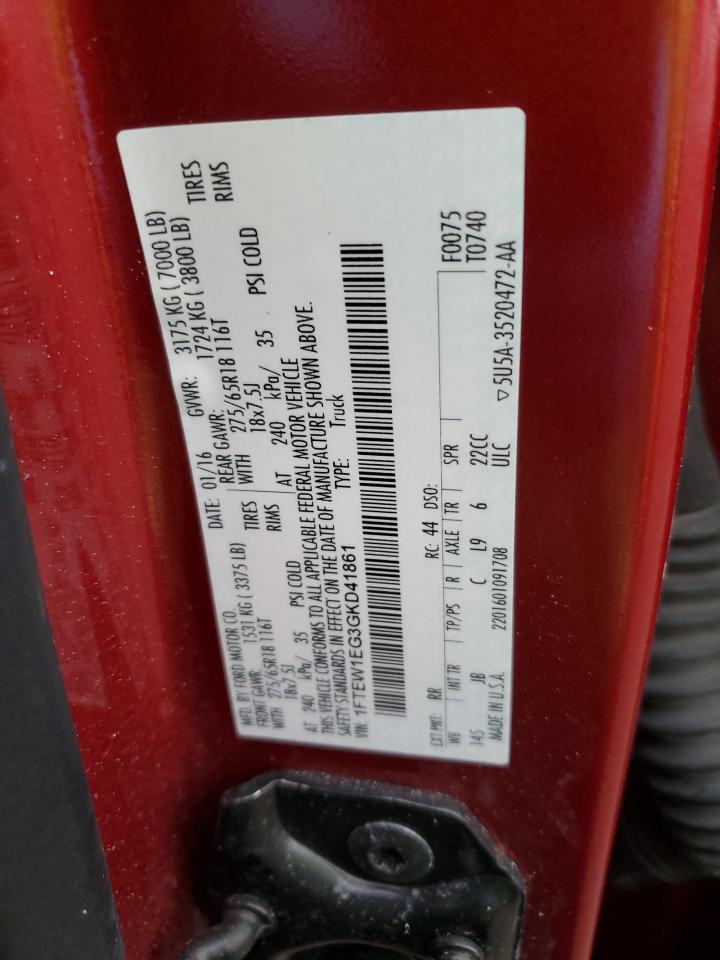 MFD. BY FORD MOTOR CO.
DATE: 01/16 GVWR: 3175 KG ( 7000 LB)
FRONT GAWR: 1531 KG ( 3375 LB) REAR GAWR: 1724 KG ( 3800 LB)
WITH 275/65R18 116T TIRES WITH 275/65R18 116T TIRES
18x7.5J RIMS 18x7.5J RIMS
AT 240 kPa/ 35 PSI COLD AT 240 kPa/ 35 PSI COLD
THIS VEHICLE CONFORMS TO ALL APPLICABLE FEDERAL MOTOR VEHICLE
SAFETY STANDARDS IN EFFECT ON THE DATE OF MANUFACTURE SHOWN ABOVE.
VIN: 1FTEW1EG3GKD41861 TYPE: Truck
EXT PNT: RR RC: 44 DSO: F0075
WB INT TR TP/PS R AXLE TR SPR T0740
145 JB C L9 6 22CC
MADE IN U.S.A. 2201601091708 ULC ▽5U5A-3520472-AA